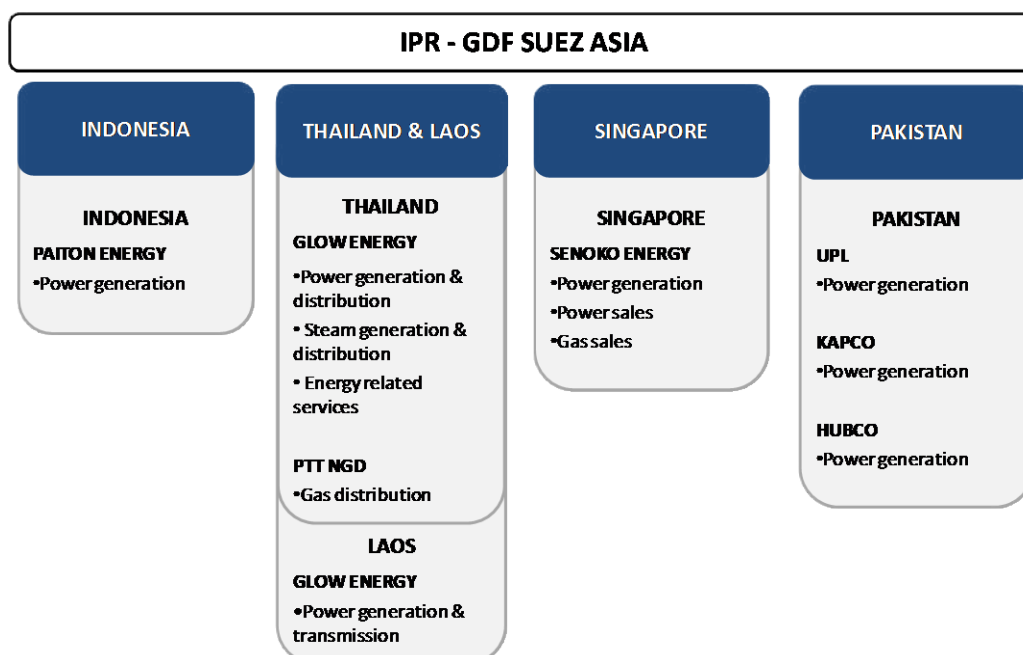 IPR - GDF SUEZ ASIA
INDONESIA
INDONESIA
PAITON ENERGY
•Power generation
THAILAND & LAOS
THAILAND
GLOW ENERGY
•Power generation &
distribution
• Steam generation &
distribution
• Energy related
services
PTT NGD
•Gas distribution
LAOS
GLOW ENERGY
•Power generation &
transmission
SINGAPORE
SINGAPORE
SENOKO ENERGY
•Power generation
•Power sales
•Gas sales
PAKISTAN
PAKISTAN
UPL
•Power generation
KAPCO
•Power generation
HUBCO
•Power generation